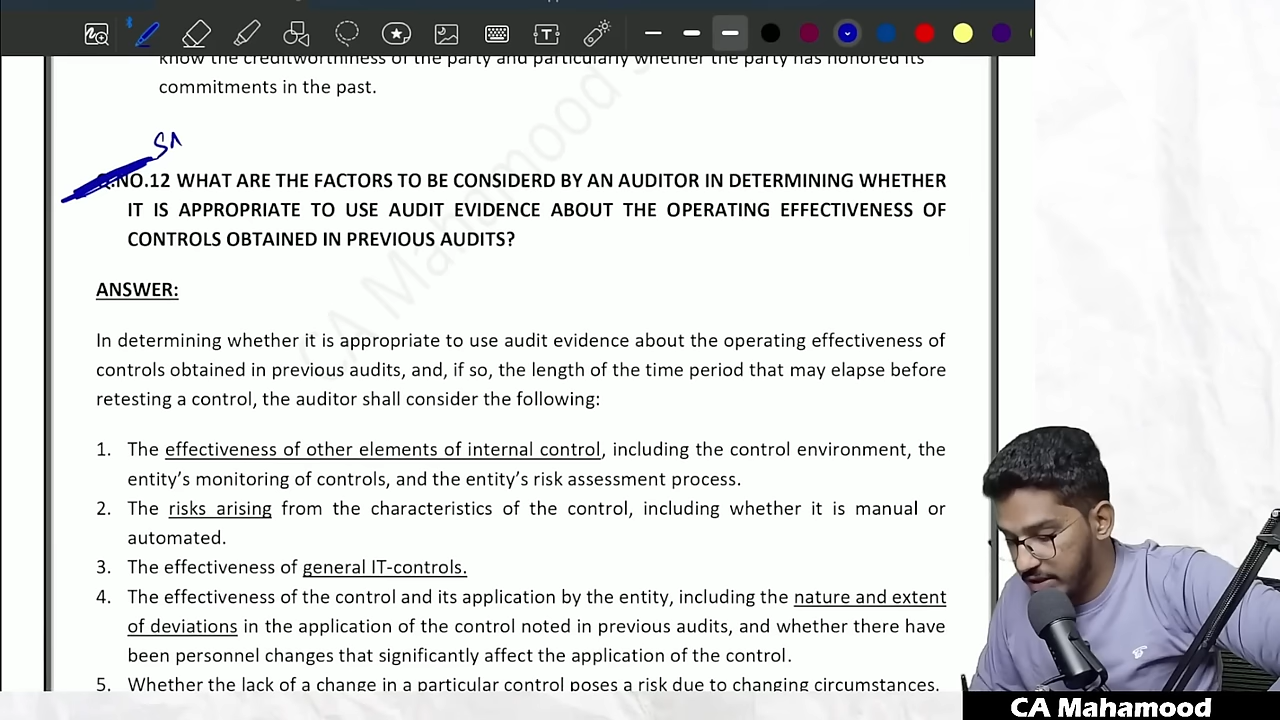 know the creditworthiness of the party and particularly whether the party has honored its
commitments in the past.
SA
Q.NO.12 WHAT ARE THE FACTORS TO BE CONSIDERD BY AN AUDITOR IN DETERMINING WHETHER
IT IS APPROPRIATE TO USE AUDIT EVIDENCE ABOUT THE OPERATING EFFECTIVENESS OF
CONTROLS OBTAINED IN PREVIOUS AUDITS?
ANSWER:
In determining whether it is appropriate to use audit evidence about the operating effectiveness of
controls obtained in previous audits, and, if so, the length of the time period that may elapse before
retesting a control, the auditor shall consider the following:
1. The effectiveness of other elements of internal control, including the control environment, the
entity’s monitoring of controls, and the entity’s risk assessment process.
2. The risks arising from the characteristics of the control, including whether it is manual or
automated.
3. The effectiveness of general IT-controls.
4. The effectiveness of the control and its application by the entity, including the nature and extent
of deviations in the application of the control noted in previous audits, and whether there have
been personnel changes that significantly affect the application of the control.
5. Whether the lack of a change in a particular control poses a risk due to changing circumstances.
CA Mahamood
CA Mahamood